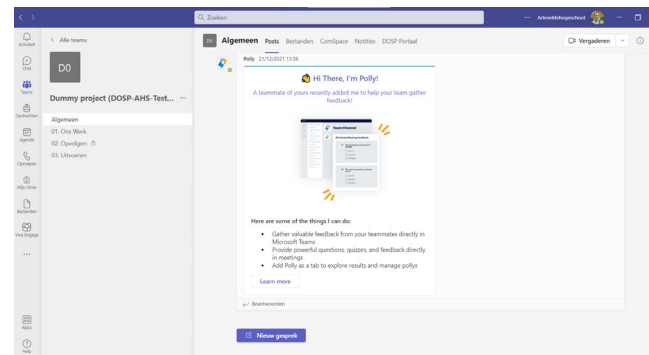 Zoeken
Arteveldehogeschool
Activiteit
Chat
Teams
Opdrachten
Agenda
Oproepen
Mijn Drive
Bestanden
Viva Engage
Apps
Help
Alle teams
D0
Dummy project (DOSP-AHS-Test...
Algemeen
01. Ons Werk
02. Opvolgen
03. Uitvoeren
D0
Algemeen
Posts
Bestanden
ComSpace
Notities
DOSP Portaal
Vergaderen
Polly 21/12/2021 13:38
Hi There, I'm Polly!
A teammate of yours recently added me to help your team gather
feedback!
Team Channel
Here are some of the things I can do:
• Gather valuable feedback from your teammates directly in
Microsoft Teams
• Provide powerful questions, quizzes, and feedback directly
in meetings
• Add Polly as a tab to explore results and manage pollys
Learn more
Beantwoorden
Nieuw gesprek